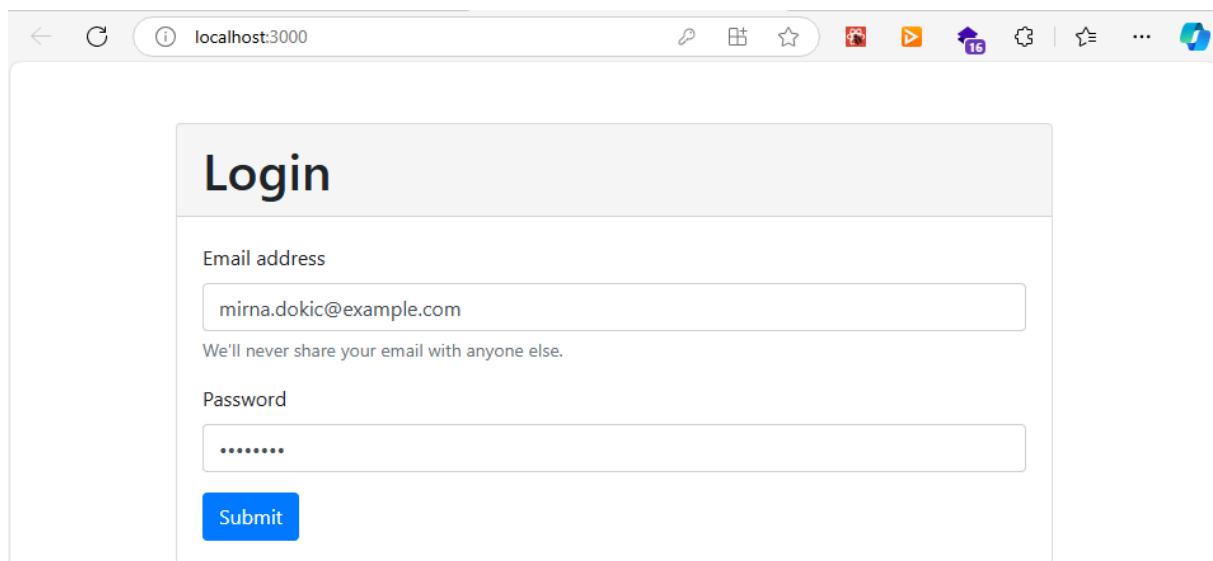 localhost:3000
16
Login
Email address
mirna.dokic@example.com
We'll never share your email with anyone else.
Password
••••••••
Submit